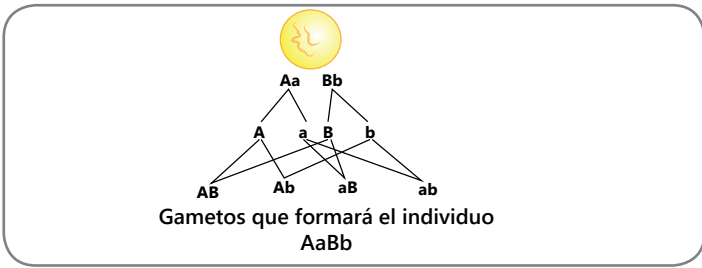 Aa Bb
A a B b
AB Ab aB ab
Gametos que formará el individuo
AaBb